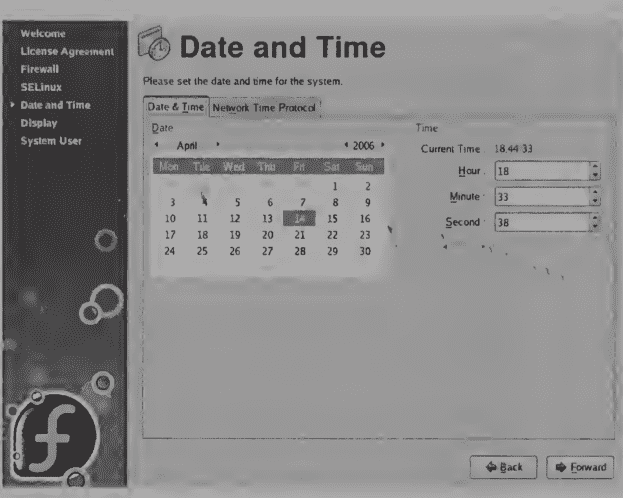 Welcome
License Agreement
Firewall
SELinux
Date and Time
Display
System User
Date and Time
Please set the date and time for the system.
Date & Time Network Time Protocol
Date
April 2006
Mon Tue Wed Thu Fri Sat Sun
1 2
3 4 5 6 7 8 9
10 11 12 13 14 15 16
17 18 19 20 21 22 23
24 25 26 27 28 29 30
Time
Current Time : 18:44:33
Hour : 18
Minute : 33
Second : 38
Back Forward